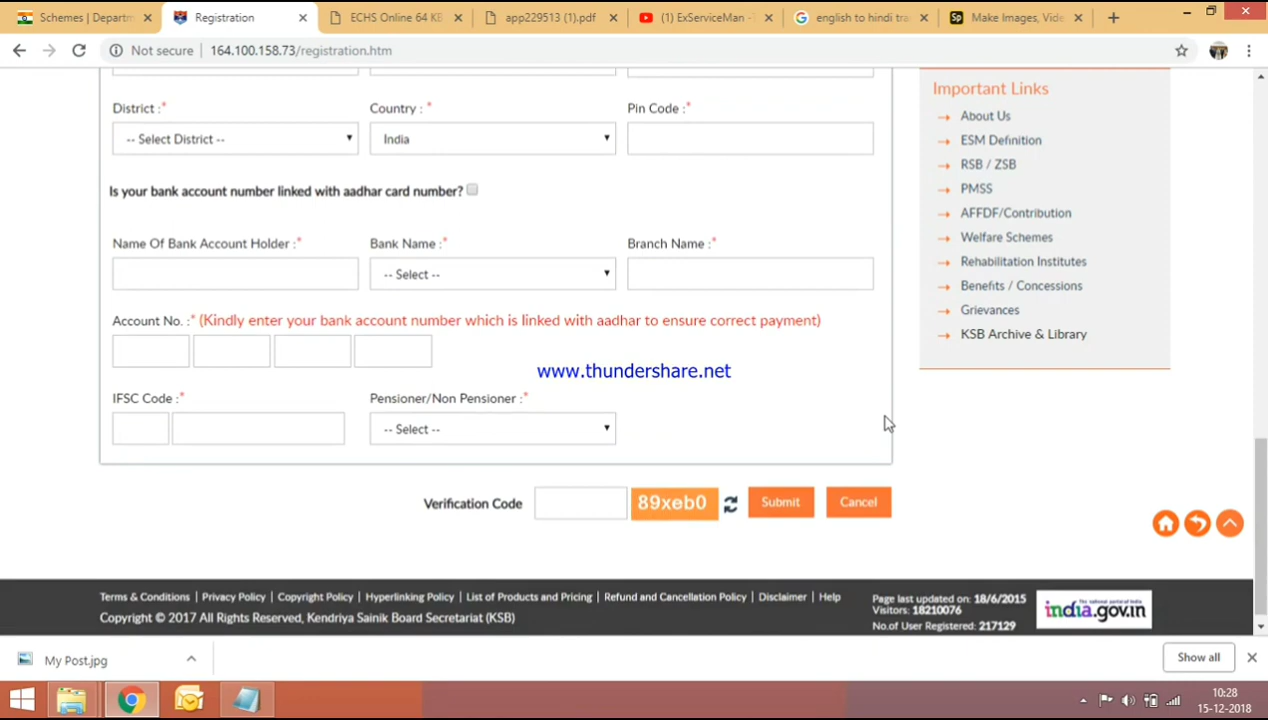 Schemes | Departm
Registration
ECHS Online 64 KB
app229513 (1).pdf
(1) ExServiceMan -
english to hindi tra
Make Images, Vide
Not secure | 164.100.158.73/registration.htm
District :* Country : * Pin Code :*
-- Select District -- India
Is your bank account number linked with aadhar card number?
Name Of Bank Account Holder :* Bank Name : * Branch Name : *
-- Select --
Account No. :* (Kindly enter your bank account number which is linked with aadhar to ensure correct payment)
www.thundershare.net
IFSC Code :* Pensioner/Non Pensioner : *
-- Select --
Verification Code 89xeb0 Submit Cancel
Important Links
About Us
ESM Definition
RSB / ZSB
PMSS
AFFDF/Contribution
Welfare Schemes
Rehabilitation Institutes
Benefits / Concessions
Grievances
KSB Archive & Library
Terms & Conditions | Privacy Policy | Copyright Policy | Hyperlinking Policy | List of Products and Pricing | Refund and Cancellation Policy | Disclaimer | Help
Copyright © 2017 All Rights Reserved, Kendriya Sainik Board Secretariat (KSB)
Page last updated on: 18/6/2015
Visitors: 18210076
No.of User Registered: 217129
india.gov.in
My Post.jpg
Show all
10:28
15-12-2018